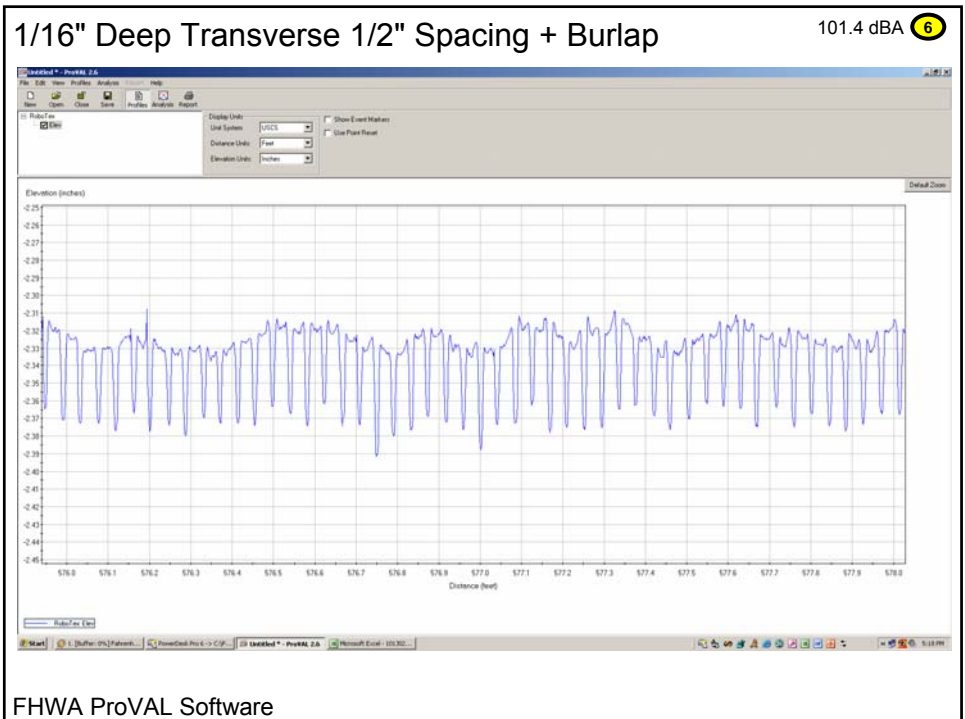 1/16" Deep Transverse 1/2" Spacing + Burlap
101.4 dBA 6
Untitled * - ProVAL 2.6
File Edit View Profiles Analysis Help
New Open Close Save Profiles Analysis Report
RoboTex
Elev
Display Units
Unit System: USCS
Distance Units: Feet
Elevation Units: Inches
Show Event Markers
Use Point Reset
Default Zoom
Elevation (inches)
-2.25
-2.26
-2.27
-2.28
-2.29
-2.30
-2.31
-2.32
-2.33
-2.34
-2.35
-2.36
-2.37
-2.38
-2.39
-2.40
-2.41
-2.42
-2.43
-2.44
-2.45
576.0 576.1 576.2 576.3 576.4 576.5 576.6 576.7 576.8 576.9 577.0 577.1 577.2 577.3 577.4 577.5 577.6 577.7 577.8 577.9 578.0
Distance (feet)
RoboTex Elev
Start
Untitled * - ProVAL 2.6
5:18 PM
FHWA ProVAL Software